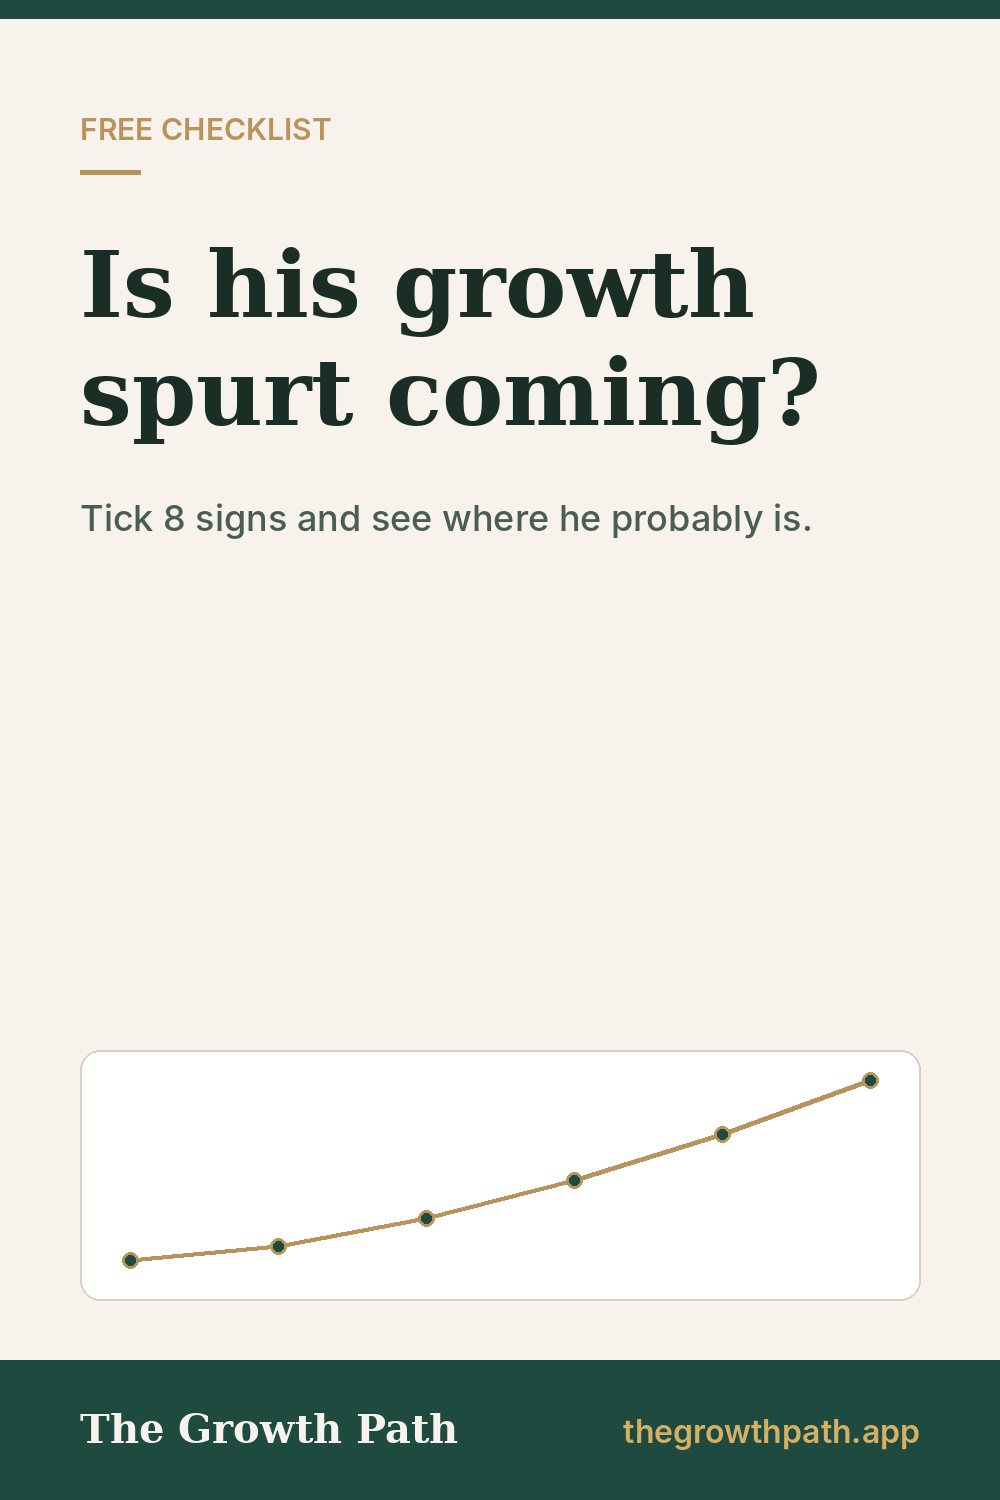 FREE CHECKLIST
Is his growth
spurt coming?
Tick 8 signs and see where he probably is.
The Growth Path
thegrowthpath.app